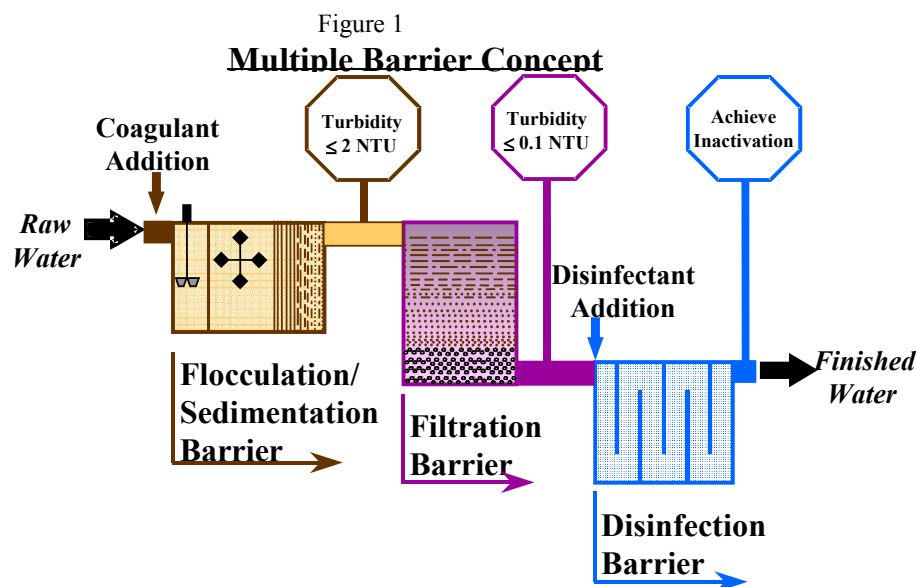 Figure 1
Multiple Barrier Concept
Turbidity
≤ 2 NTU
Turbidity
≤ 0.1 NTU
Achieve
Inactivation
Coagulant
Addition
Raw
Water
Disinfectant
Addition
Finished
Water
Flocculation/
Sedimentation
Barrier
Filtration
Barrier
Disinfection
Barrier